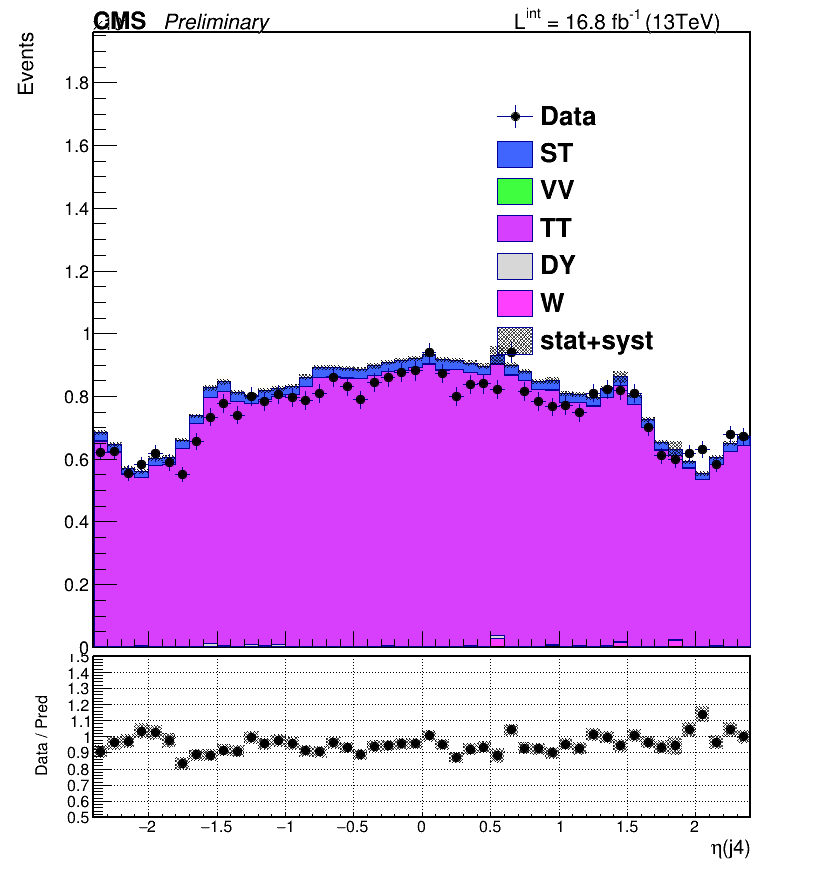 CMS Preliminary L^int = 16.8 fb^-1 (13TeV)
Events
1.8
1.6
1.4
1.2
1
0.8
0.6
0.4
0.2
0
Data
ST
VV
TT
DY
W
stat+syst
Data / Pred
1.5
1.4
1.3
1.2
1.1
1
0.9
0.8
0.7
0.6
0.5
−2 −1.5 −1 −0.5 0 0.5 1 1.5 2
η(j4)